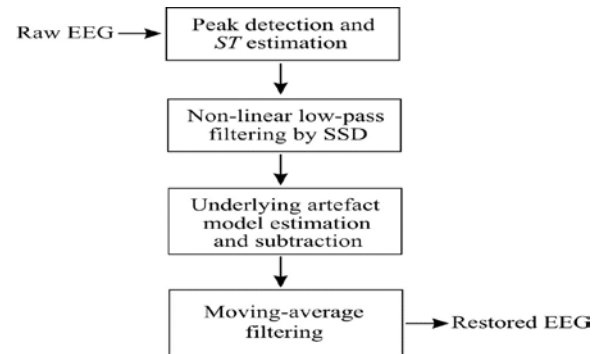 Raw EEG
Peak detection and
ST estimation
Non-linear low-pass
filtering by SSD
Underlying artefact
model estimation
and subtraction
Moving-average
filtering
Restored EEG